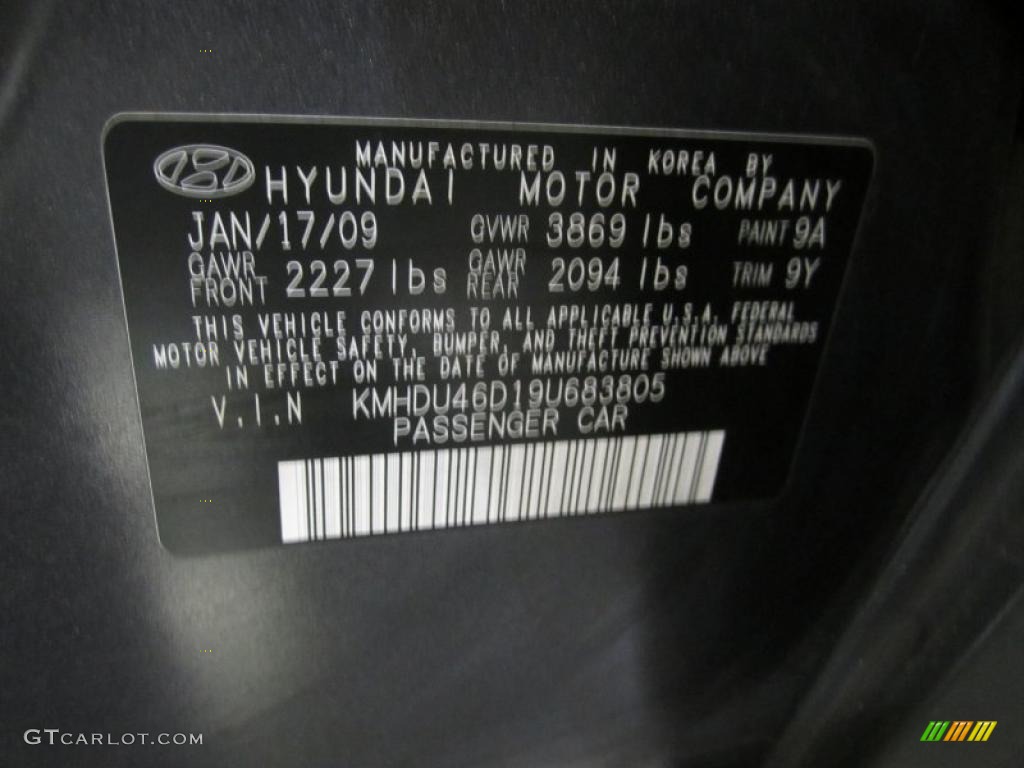 MANUFACTURED IN KOREA BY
HYUNDAI MOTOR COMPANY
JAN/17/09 GVWR 3869 lbs PAINT 9A
GAWR FRONT 2227 lbs GAWR REAR 2094 lbs TRIM 9Y
THIS VEHICLE CONFORMS TO ALL APPLICABLE U.S.A. FEDERAL
MOTOR VEHICLE SAFETY, BUMPER, AND THEFT PREVENTION STANDARDS
IN EFFECT ON THE DATE OF MANUFACTURE SHOWN ABOVE
V.I.N KMHDU46D19U683805
PASSENGER CAR
GTCARLOT.COM